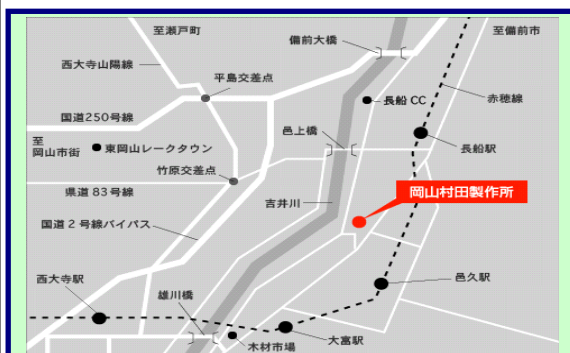 至瀬戸町
備前大橋
至備前市
西大寺山陽線
平島交差点
長船CC
赤穂線
国道250号線
邑上橋
至
岡山市街
東岡山レークタウン
長船駅
竹原交差点
県道83号線
岡山村田製作所
吉井川
国道2号線バイパス
西大寺駅
邑久駅
雄川橋
木材市場
大富駅